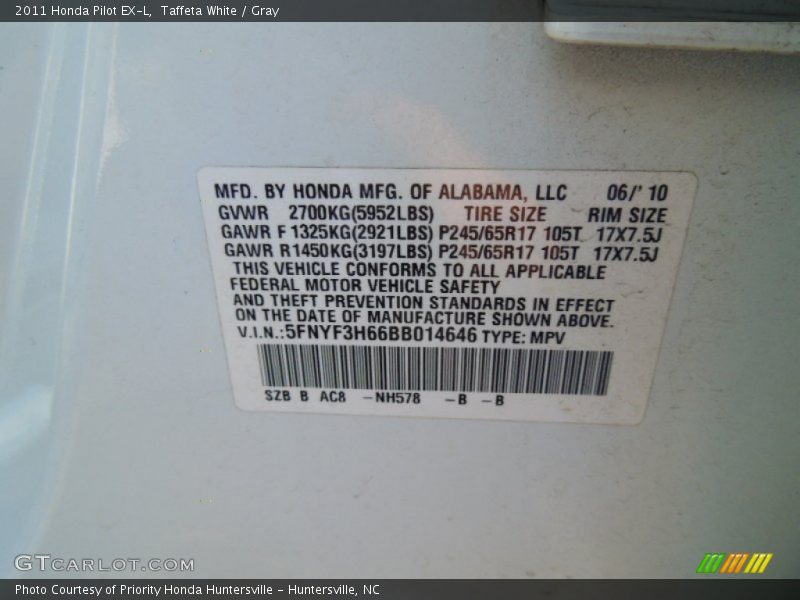 2011 Honda Pilot EX-L, Taffeta White / Gray
MFD. BY HONDA MFG. OF ALABAMA, LLC 06/' 10
GVWR 2700KG(5952LBS) TIRE SIZE RIM SIZE
GAWR F 1325KG(2921LBS) P245/65R17 105T 17X7.5J
GAWR R 1450KG(3197LBS) P245/65R17 105T 17X7.5J
THIS VEHICLE CONFORMS TO ALL APPLICABLE
FEDERAL MOTOR VEHICLE SAFETY
AND THEFT PREVENTION STANDARDS IN EFFECT
ON THE DATE OF MANUFACTURE SHOWN ABOVE.
V.I.N.:5FNYF3H66BB014646 TYPE: MPV
SZB B AC8 -NH578 -B -B
GTCARLOT.COM
Photo Courtesy of Priority Honda Huntersville - Huntersville, NC